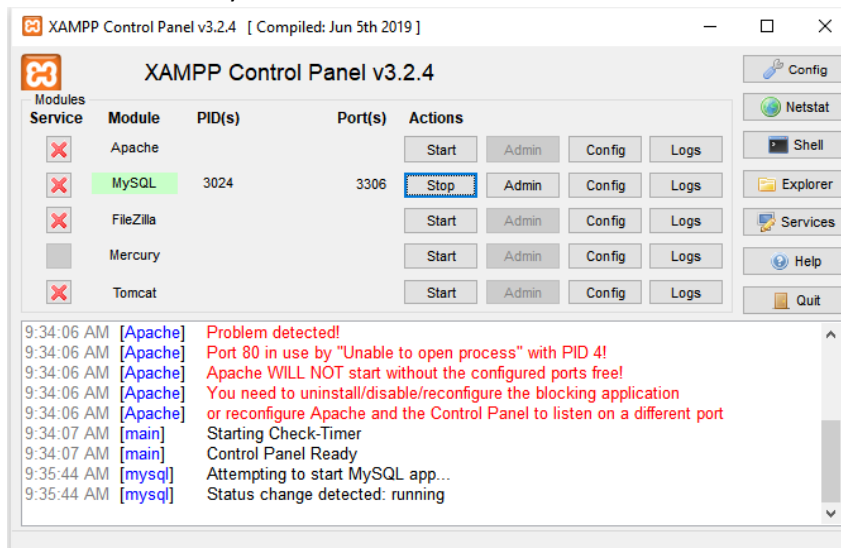 XAMPP Control Panel v3.2.4 [ Compiled: Jun 5th 2019 ]
XAMPP Control Panel v3.2.4
Config
Netstat
Shell
Explorer
Services
Help
Quit
Modules
Service Module PID(s) Port(s) Actions
Apache Start Admin Config Logs
MySQL 3024 3306 Stop Admin Config Logs
FileZilla Start Admin Config Logs
Mercury Start Admin Config Logs
Tomcat Start Admin Config Logs
9:34:06 AM [Apache] Problem detected!
9:34:06 AM [Apache] Port 80 in use by "Unable to open process" with PID 4!
9:34:06 AM [Apache] Apache WILL NOT start without the configured ports free!
9:34:06 AM [Apache] You need to uninstall/disable/reconfigure the blocking application
9:34:06 AM [Apache] or reconfigure Apache and the Control Panel to listen on a different port
9:34:07 AM [main] Starting Check-Timer
9:34:07 AM [main] Control Panel Ready
9:35:44 AM [mysql] Attempting to start MySQL app...
9:35:44 AM [mysql] Status change detected: running